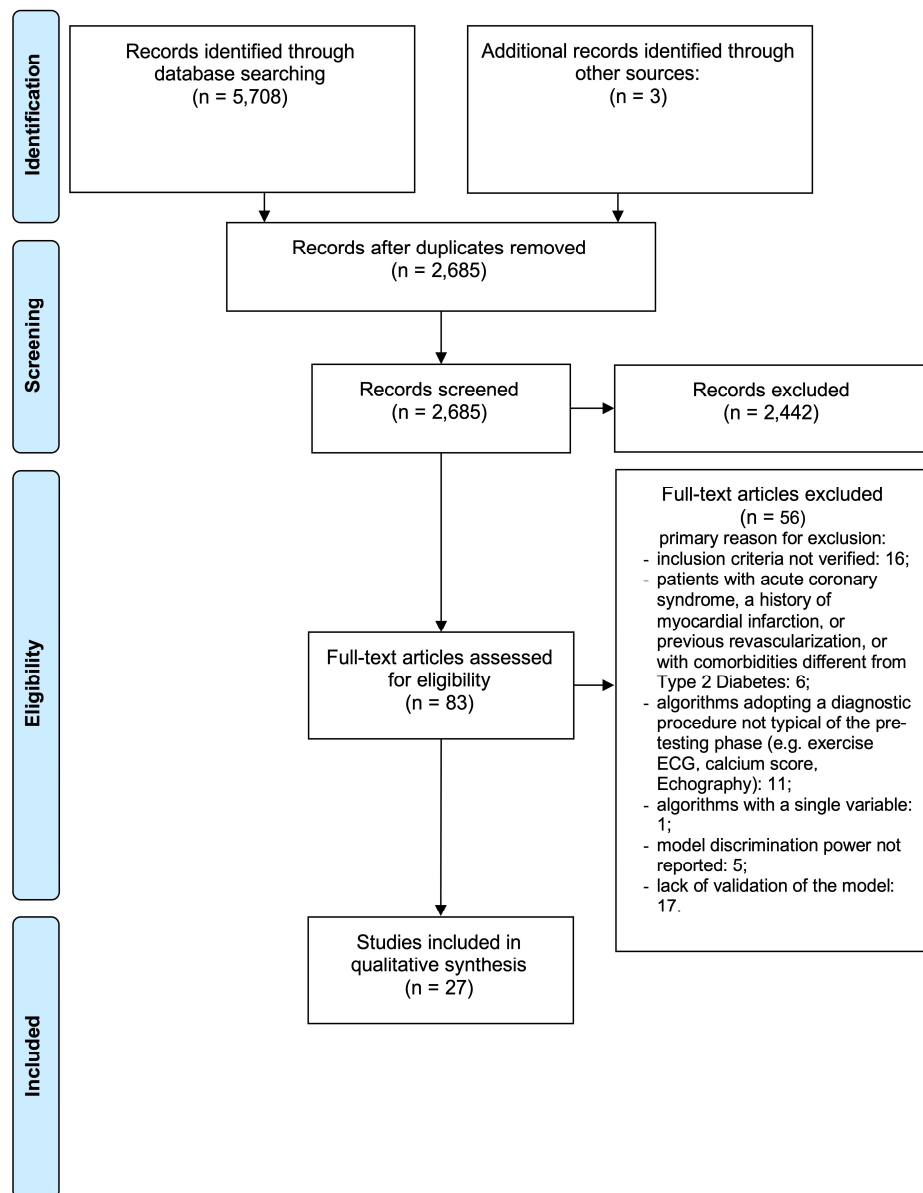 Identification
Records identified through
database searching
(n = 5,708)
Additional records identified through
other sources:
(n = 3)
Screening
Records after duplicates removed
(n = 2,685)
Records screened
(n = 2,685)
Records excluded
(n = 2,442)
Eligibility
Full-text articles assessed
for eligibility
(n = 83)
Full-text articles excluded
(n = 56)
primary reason for exclusion:
- inclusion criteria not verified: 16;
- patients with acute coronary
syndrome, a history of
myocardial infarction, or
previous revascularization, or
with comorbidities different from
Type 2 Diabetes: 6;
- algorithms adopting a diagnostic
procedure not typical of the pre-
testing phase (e.g. exercise
ECG, calcium score,
Echography): 11;
- algorithms with a single variable:
1;
- model discrimination power not
reported: 5;
- lack of validation of the model:
17.
Included
Studies included in
qualitative synthesis
(n = 27)